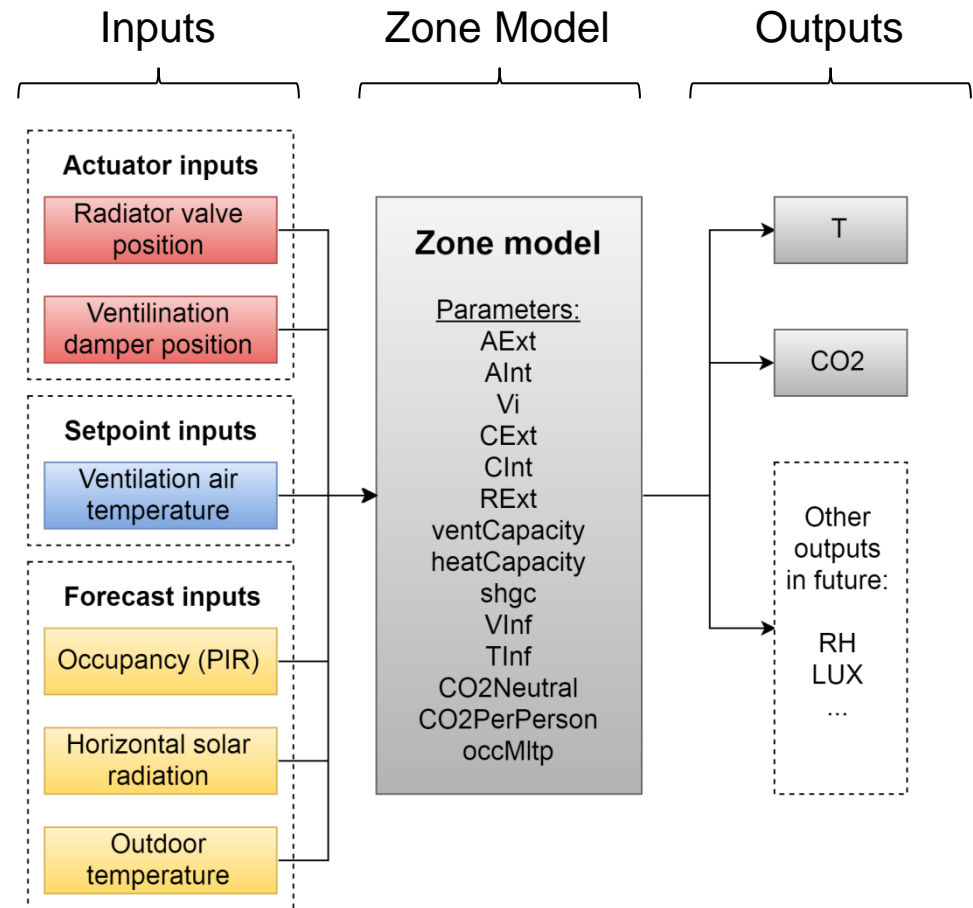 Inputs
Zone Model
Outputs
Actuator inputs
Radiator valve
position
Ventilination
damper position
Setpoint inputs
Ventilation air
temperature
Forecast inputs
Occupancy (PIR)
Horizontal solar
radiation
Outdoor
temperature
Zone model
Parameters:
AExt
AInt
Vi
CExt
CInt
RExt
ventCapacity
heatCapacity
shgc
VInf
TInf
CO2Neutral
CO2PerPerson
occMltp
T
CO2
Other
outputs
in future:
RH
LUX
...